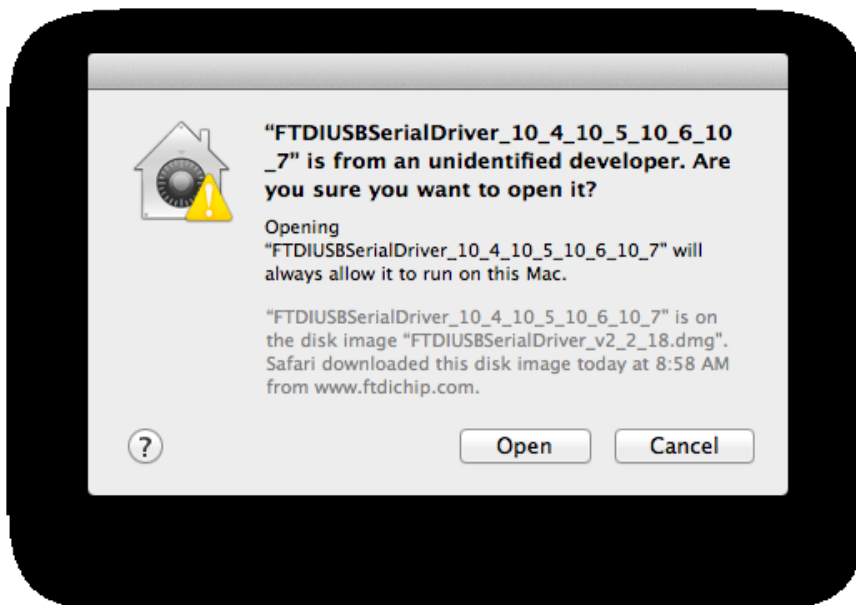 “FTDIUSBSerialDriver_10_4_10_5_10_6_10
_7” is from an unidentified developer. Are
you sure you want to open it?
Opening
“FTDIUSBSerialDriver_10_4_10_5_10_6_10_7” will
always allow it to run on this Mac.
“FTDIUSBSerialDriver_10_4_10_5_10_6_10_7” is on
the disk image “FTDIUSBSerialDriver_v2_2_18.dmg”.
Safari downloaded this disk image today at 8:58 AM
from www.ftdichip.com.
?
Open
Cancel